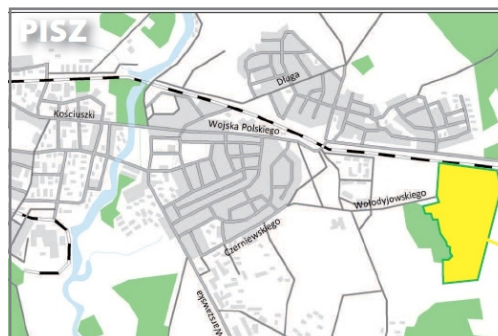 PISZ
Długa
Kościuszki
Wojska Polskiego
Wołodyjowskiego
Czerniewskiego
Warszawska